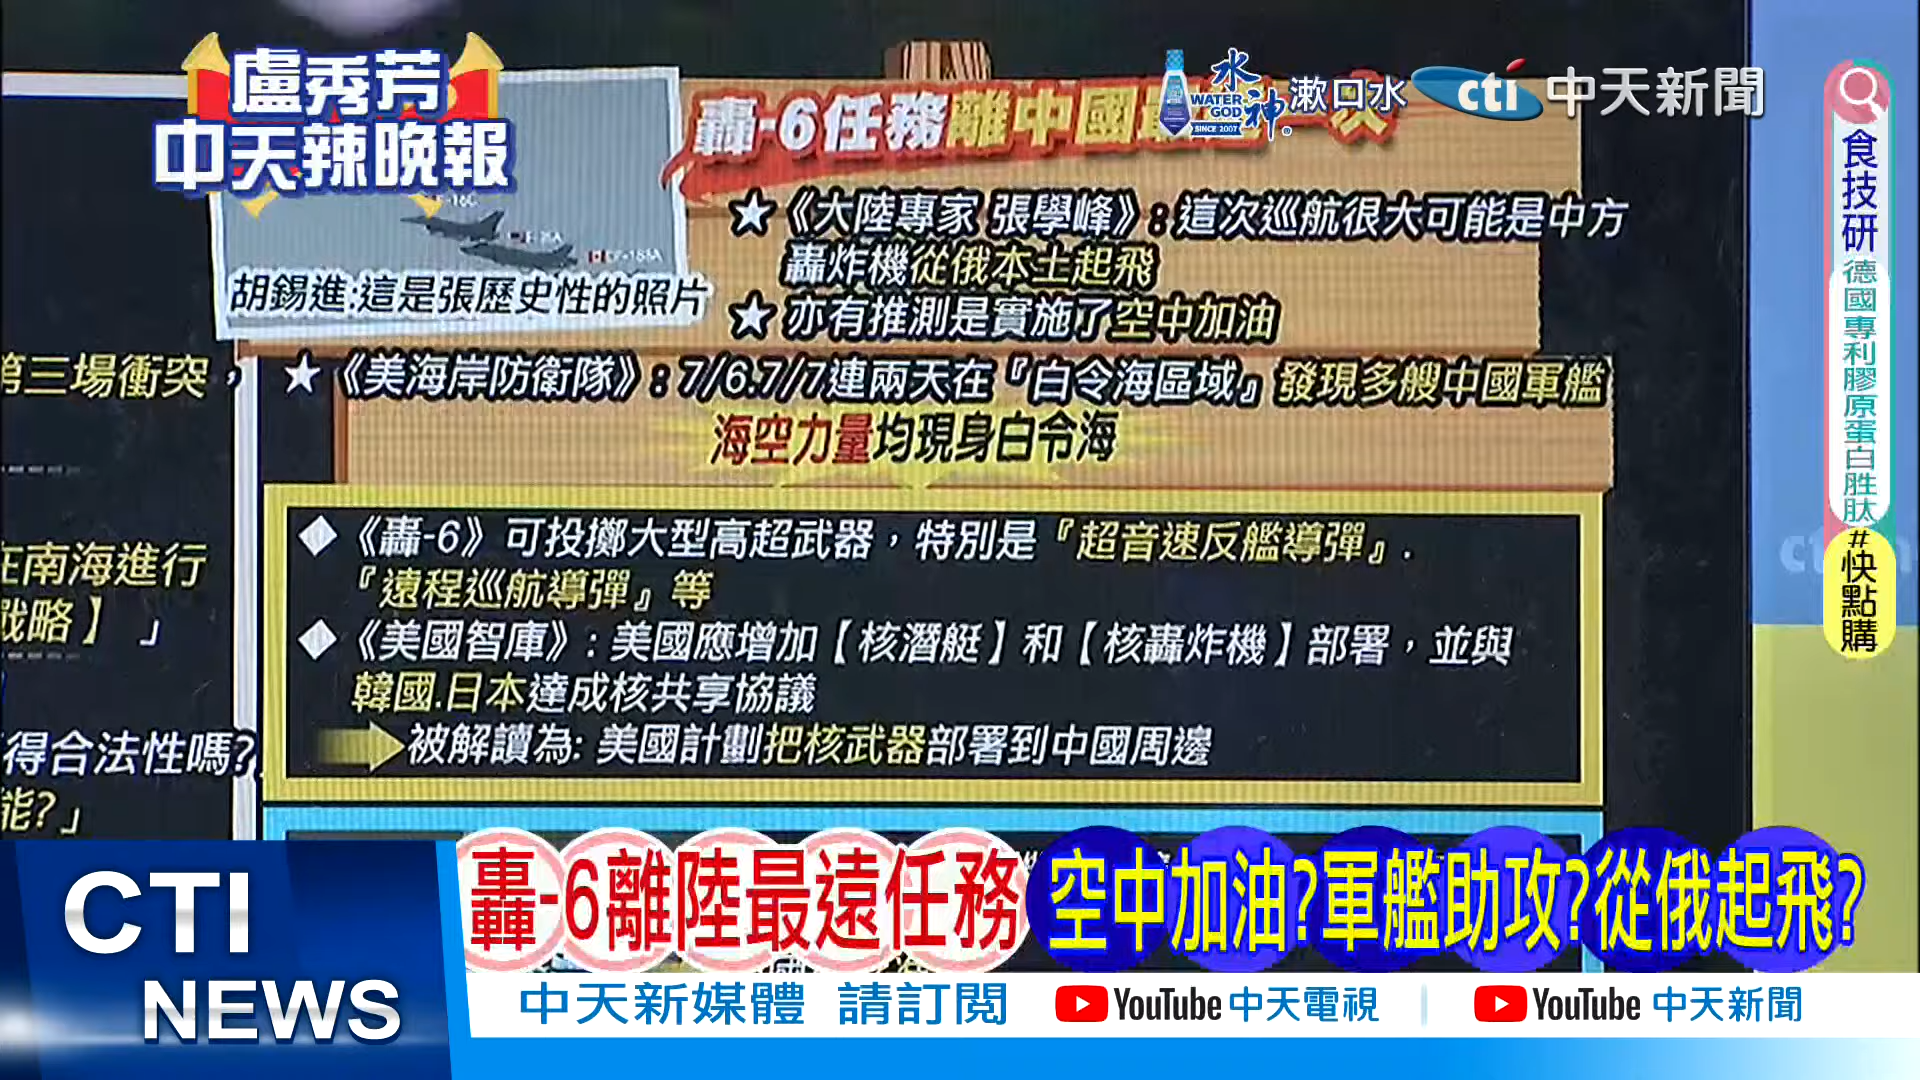 盧秀芳
中天辣晚報
轟-6任務離中國最
水神
WATER GOD
SINCE 2007
漱口水
cti 中天新聞
F-16C
F-35A
CF-188A
胡錫進:這是張歷史性的照片
★《大陸專家 張學峰》: 這次巡航很大可能是中方
轟炸機從俄本土起飛
★ 亦有推測是實施了空中加油
★《美海岸防衛隊》: 7/6.7/7連兩天在『白令海區域』發現多艘中國軍艦
海空力量均現身白令海
第三場衝突，
在南海進行
戰略】」
得合法性嗎?
能?」
◆《轟-6》可投擲大型高超武器，特別是『超音速反艦導彈』.
『遠程巡航導彈』等
◆《美國智庫》: 美國應增加【核潛艇】和【核轟炸機】部署，並與
韓國.日本達成核共享協議
被解讀為: 美國計劃把核武器部署到中國周邊
食技研
德國專利膠原蛋白胜肽
#快點購
CTI NEWS
轟-6離陸最遠任務 空中加油?軍艦助攻?從俄起飛?
中天新媒體 請訂閱 YouTube 中天電視 YouTube 中天新聞